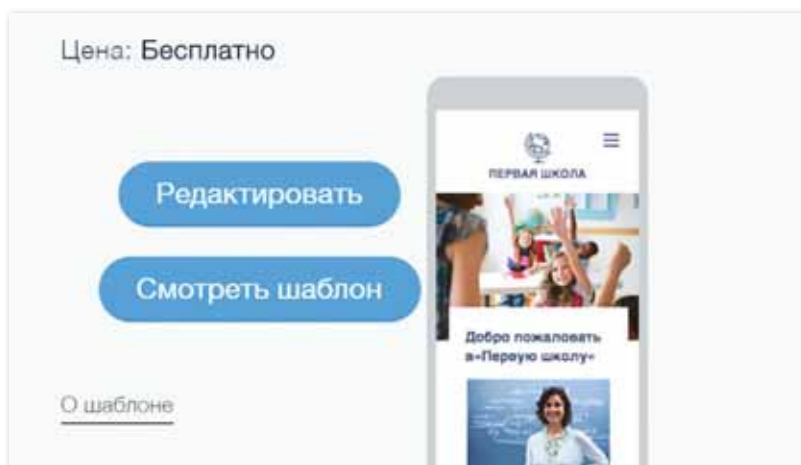 Цена: Бесплатно
Редактировать
Смотреть шаблон
О шаблоне
ПЕРВАЯ ШКОЛА
Добро пожаловать
в«Первую школу»